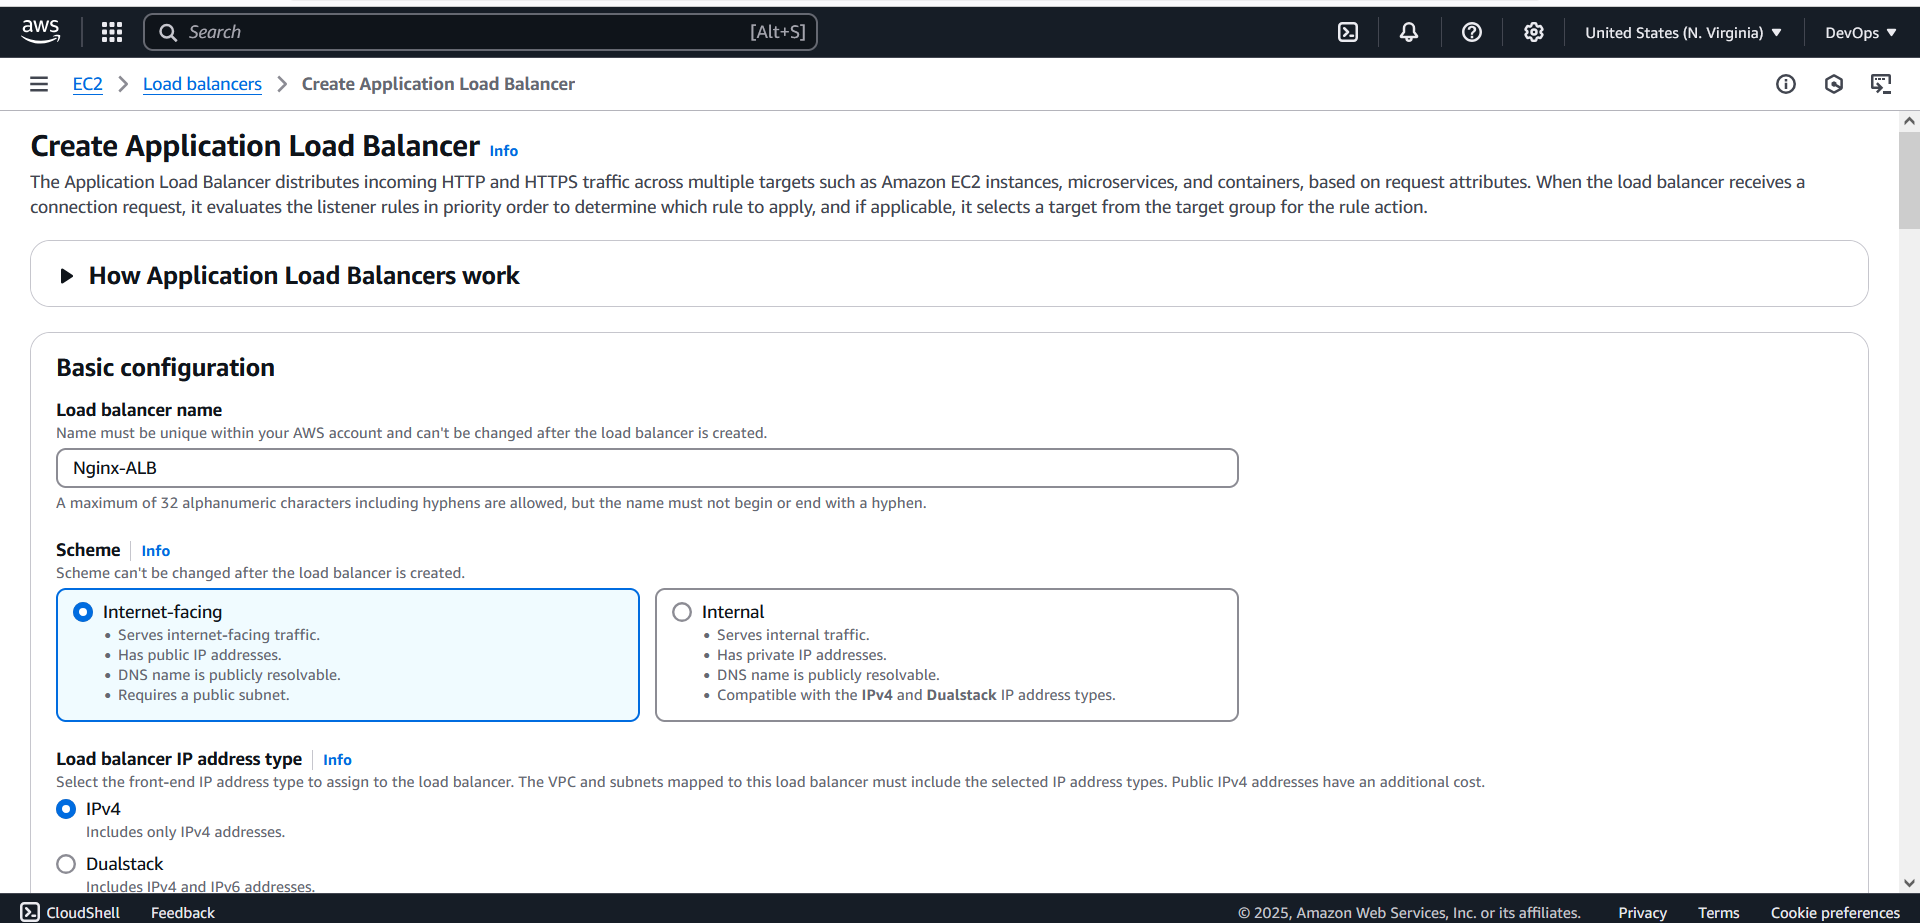 aws
Search [Alt+S]
United States (N. Virginia) DevOps
EC2 Load balancers Create Application Load Balancer
Create Application Load Balancer Info
The Application Load Balancer distributes incoming HTTP and HTTPS traffic across multiple targets such as Amazon EC2 instances, microservices, and containers, based on request attributes. When the load balancer receives a
connection request, it evaluates the listener rules in priority order to determine which rule to apply, and if applicable, it selects a target from the target group for the rule action.
How Application Load Balancers work
Basic configuration
Load balancer name
Name must be unique within your AWS account and can't be changed after the load balancer is created.
Nginx-ALB
A maximum of 32 alphanumeric characters including hyphens are allowed, but the name must not begin or end with a hyphen.
Scheme Info
Scheme can't be changed after the load balancer is created.
Internet-facing
• Serves internet-facing traffic.
• Has public IP addresses.
• DNS name is publicly resolvable.
• Requires a public subnet.
Internal
• Serves internal traffic.
• Has private IP addresses.
• DNS name is publicly resolvable.
• Compatible with the IPv4 and Dualstack IP address types.
Load balancer IP address type Info
Select the front-end IP address type to assign to the load balancer. The VPC and subnets mapped to this load balancer must include the selected IP address types. Public IPv4 addresses have an additional cost.
IPv4
Includes only IPv4 addresses.
Dualstack
Includes IPv4 and IPv6 addresses.
CloudShell Feedback © 2025, Amazon Web Services, Inc. or its affiliates. Privacy Terms Cookie preferences